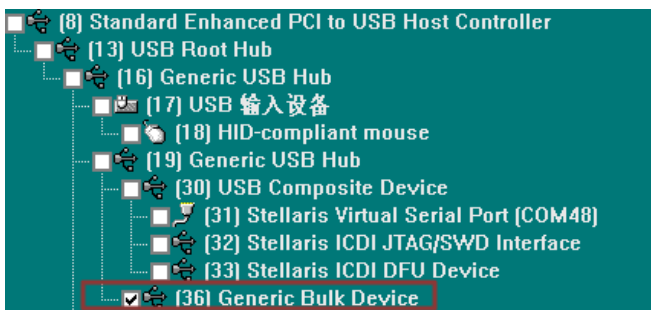 (8) Standard Enhanced PCI to USB Host Controller
(13) USB Root Hub
(16) Generic USB Hub
(17) USB 输入设备
(18) HID-compliant mouse
(19) Generic USB Hub
(30) USB Composite Device
(31) Stellaris Virtual Serial Port (COM48)
(32) Stellaris ICDI JTAG/SWD Interface
(33) Stellaris ICDI DFU Device
(36) Generic Bulk Device